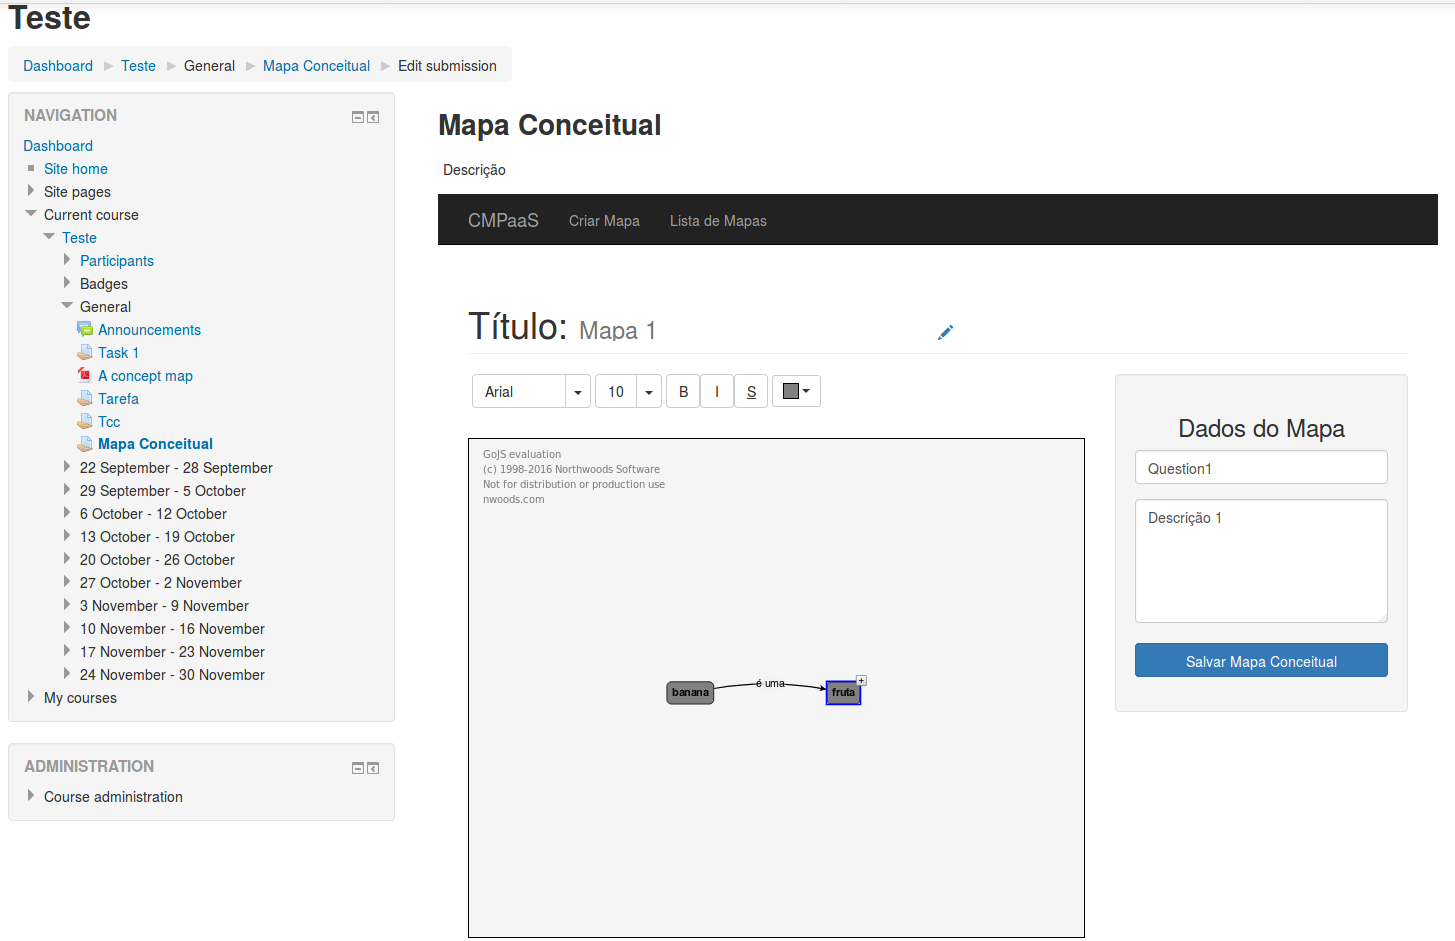 Teste
Dashboard Teste General Mapa Conceitual Edit submission
NAVIGATION
Dashboard
Site home
Site pages
Current course
Teste
Participants
Badges
General
Announcements
Task 1
A concept map
Tarefa
Tcc
Mapa Conceitual
22 September - 28 September
29 September - 5 October
6 October - 12 October
13 October - 19 October
20 October - 26 October
27 October - 2 November
3 November - 9 November
10 November - 16 November
17 November - 23 November
24 November - 30 November
My courses
ADMINISTRATION
Course administration
Mapa Conceitual
Descrição
CMPaaS Criar Mapa Lista de Mapas
Título: Mapa 1
Arial 10 B I S
GoJS evaluation
(c) 1998-2016 Northwoods Software
Not for distribution or production use
nwoods.com
banana é uma fruta
Dados do Mapa
Question1
Descrição 1
Salvar Mapa Conceitual